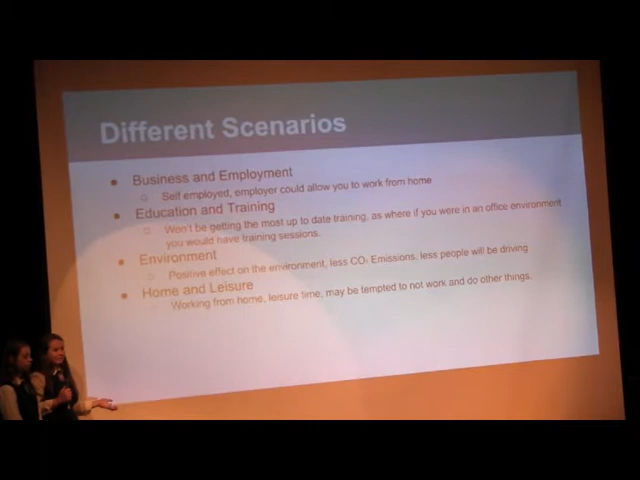 Different Scenarios
Business and Employment
Self employed, employer could allow you to work from home
Education and Training
Won't be getting the most up to date training, as where if you were in an office environment
you would have training sessions.
Environment
Positive effect on the environment, less CO₂ Emissions, less people will be driving
Home and Leisure
Working from home, leisure time, may be tempted to not work and do other things.